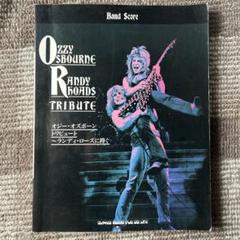 Band Score
OZZY
OSBOURNE
RANDY
RHOADS
TRIBUTE
オジー・オズボーン
トリビュート
～ランディ・ローズに捧ぐ